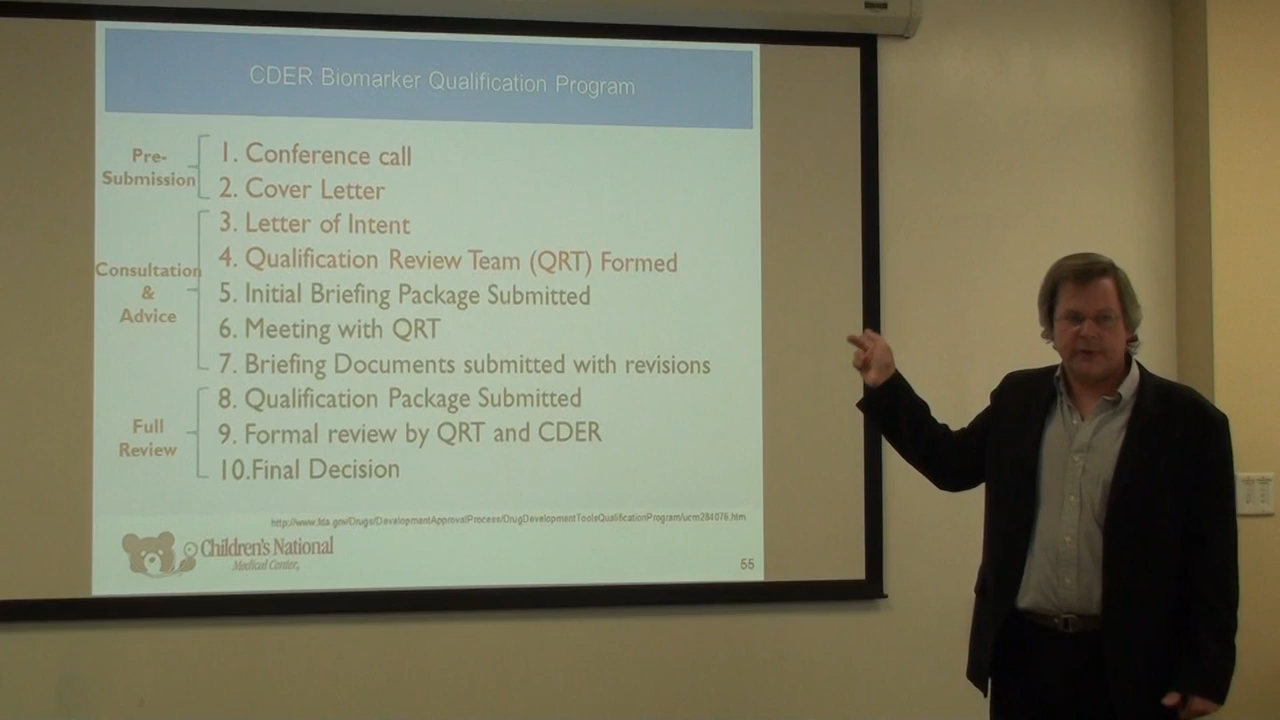 CDER Biomarker Qualification Program
Pre-
Submission
1. Conference call
2. Cover Letter
Consultation
&
Advice
3. Letter of Intent
4. Qualification Review Team (QRT) Formed
5. Initial Briefing Package Submitted
6. Meeting with QRT
7. Briefing Documents submitted with revisions
Full
Review
8. Qualification Package Submitted
9. Formal review by QRT and CDER
10.Final Decision
http://www.fda.gov/Drugs/DevelopmentApprovalProcess/DrugDevelopmentToolsQualificationProgram/ucm284076.htm
Children's National
Medical Center
55